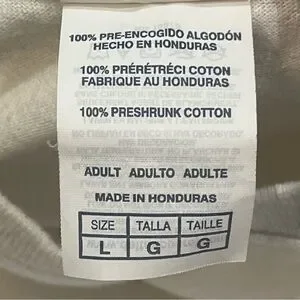 100% PRE-ENCOGIDO ALGODÓN
HECHO EN HONDURAS
100% PRÉRÉTRÉCI COTON
FABRIQUE AU HONDURAS
100% PRESHRUNK COTTON
ADULT ADULTO ADULTE
MADE IN HONDURAS
SIZE TALLA TAILLE
L G G